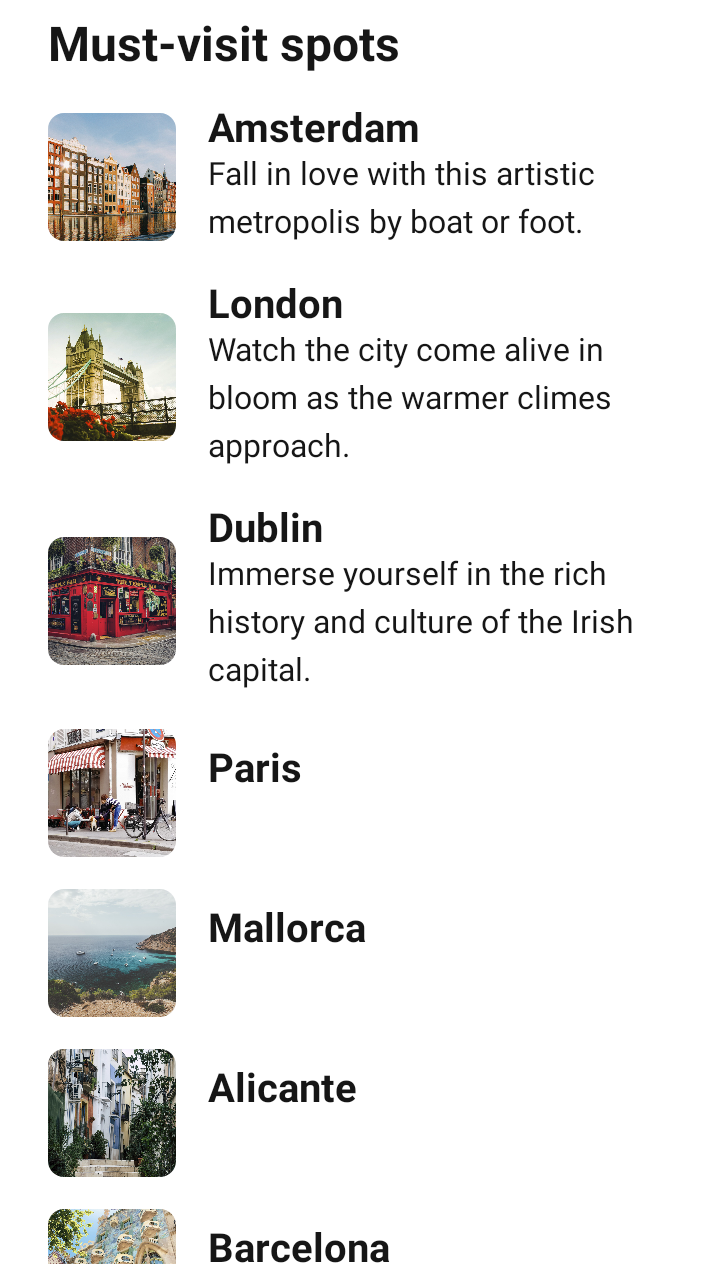 Must-visit spots
Amsterdam
Fall in love with this artistic
metropolis by boat or foot.
London
Watch the city come alive in
bloom as the warmer climes
approach.
Dublin
Immerse yourself in the rich
history and culture of the Irish
capital.
Paris
Mallorca
Alicante
Barcelona